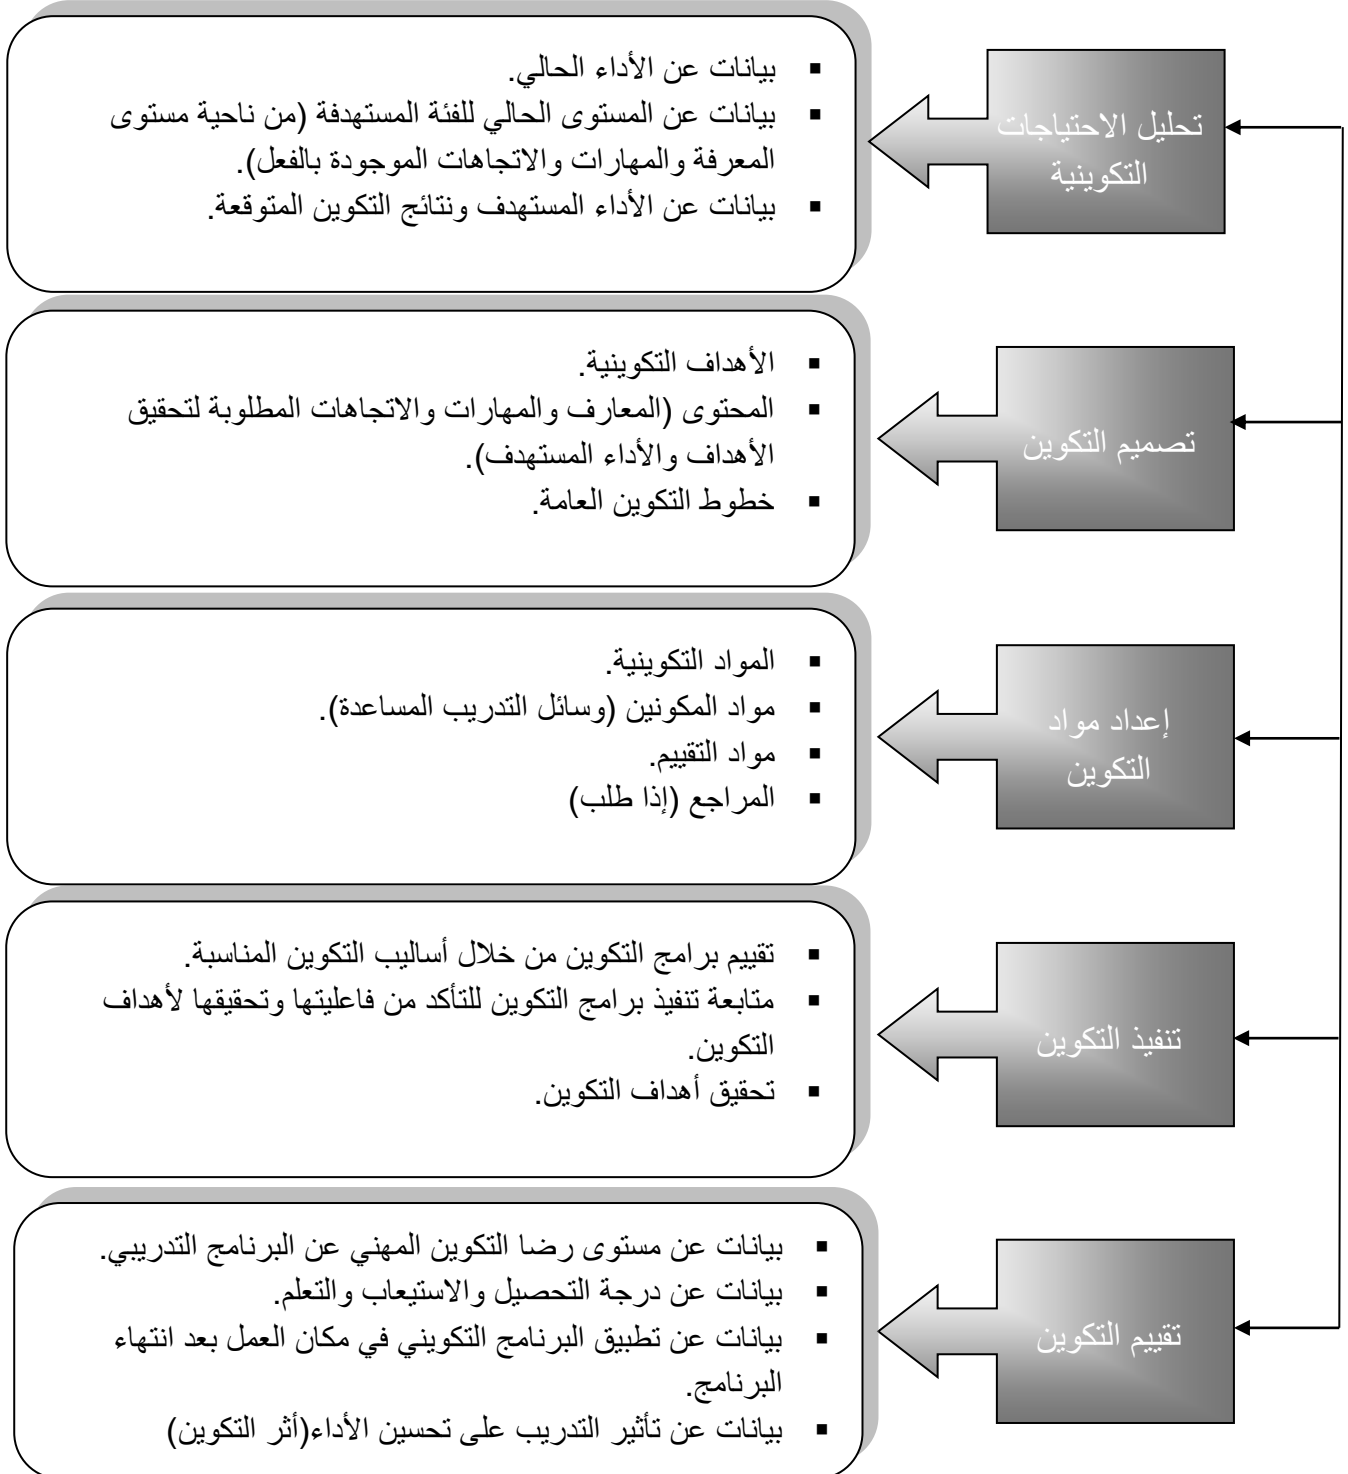 تحليل الاحتياجات
التكوينية
▪ بيانات عن الأداء الحالي.
▪ بيانات عن المستوى الحالي للفئة المستهدفة (من ناحية مستوى
المعرفة والمهارات والاتجاهات الموجودة بالفعل).
▪ بيانات عن الأداء المستهدف ونتائج التكوين المتوقعة.
تصميم التكوين
▪ الأهداف التكوينية.
▪ المحتوى (المعارف والمهارات والاتجاهات المطلوبة لتحقيق
الأهداف والأداء المستهدف).
▪ خطوط التكوين العامة.
إعداد مواد
التكوين
▪ المواد التكوينية.
▪ مواد المكونين (وسائل التدريب المساعدة).
▪ مواد التقييم.
▪ المراجع (إذا طلب)
تنفيذ التكوين
▪ تقييم برامج التكوين من خلال أساليب التكوين المناسبة.
▪ متابعة تنفيذ برامج التكوين للتأكد من فاعليتها وتحقيقها لأهداف
التكوين.
▪ تحقيق أهداف التكوين.
تقييم التكوين
▪ بيانات عن مستوى رضا التكوين المهني عن البرنامج التدريبي.
▪ بيانات عن درجة التحصيل والاستيعاب والتعلم.
▪ بيانات عن تطبيق البرنامج التكويني في مكان العمل بعد انتهاء
البرنامج.
▪ بيانات عن تأثير التدريب على تحسين الأداء(أثر التكوين)